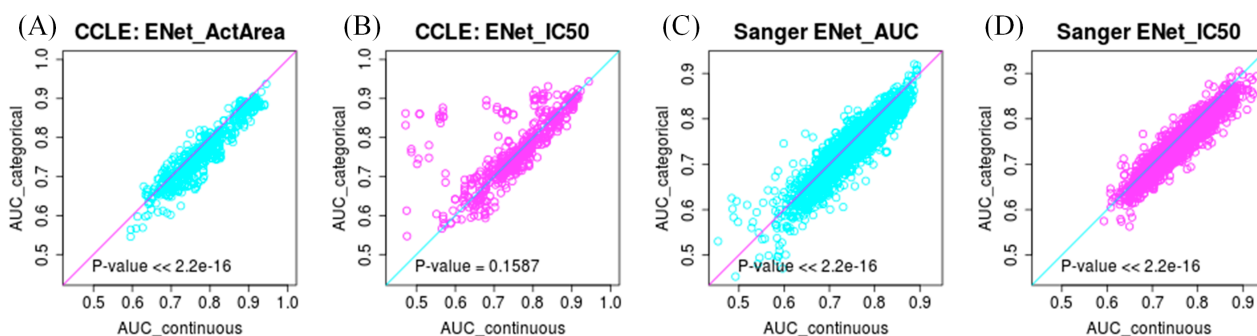 (A) CCLE: ENet_ActArea
AUC_categorical
1.0
0.9
0.8
0.7
0.6
0.5
P-value << 2.2e-16
0.5 0.6 0.7 0.8 0.9 1.0
AUC_continuous
(B) CCLE: ENet_IC50
AUC_categorical
1.0
0.9
0.8
0.7
0.6
0.5
P-value = 0.1587
0.5 0.6 0.7 0.8 0.9 1.0
AUC_continuous
(C) Sanger ENet_AUC
AUC_categorical
0.9
0.8
0.7
0.6
0.5
P-value << 2.2e-16
0.5 0.6 0.7 0.8 0.9
AUC_continuous
(D) Sanger ENet_IC50
AUC_categorical
0.9
0.8
0.7
0.6
0.5
P-value << 2.2e-16
0.5 0.6 0.7 0.8 0.9
AUC_continuous